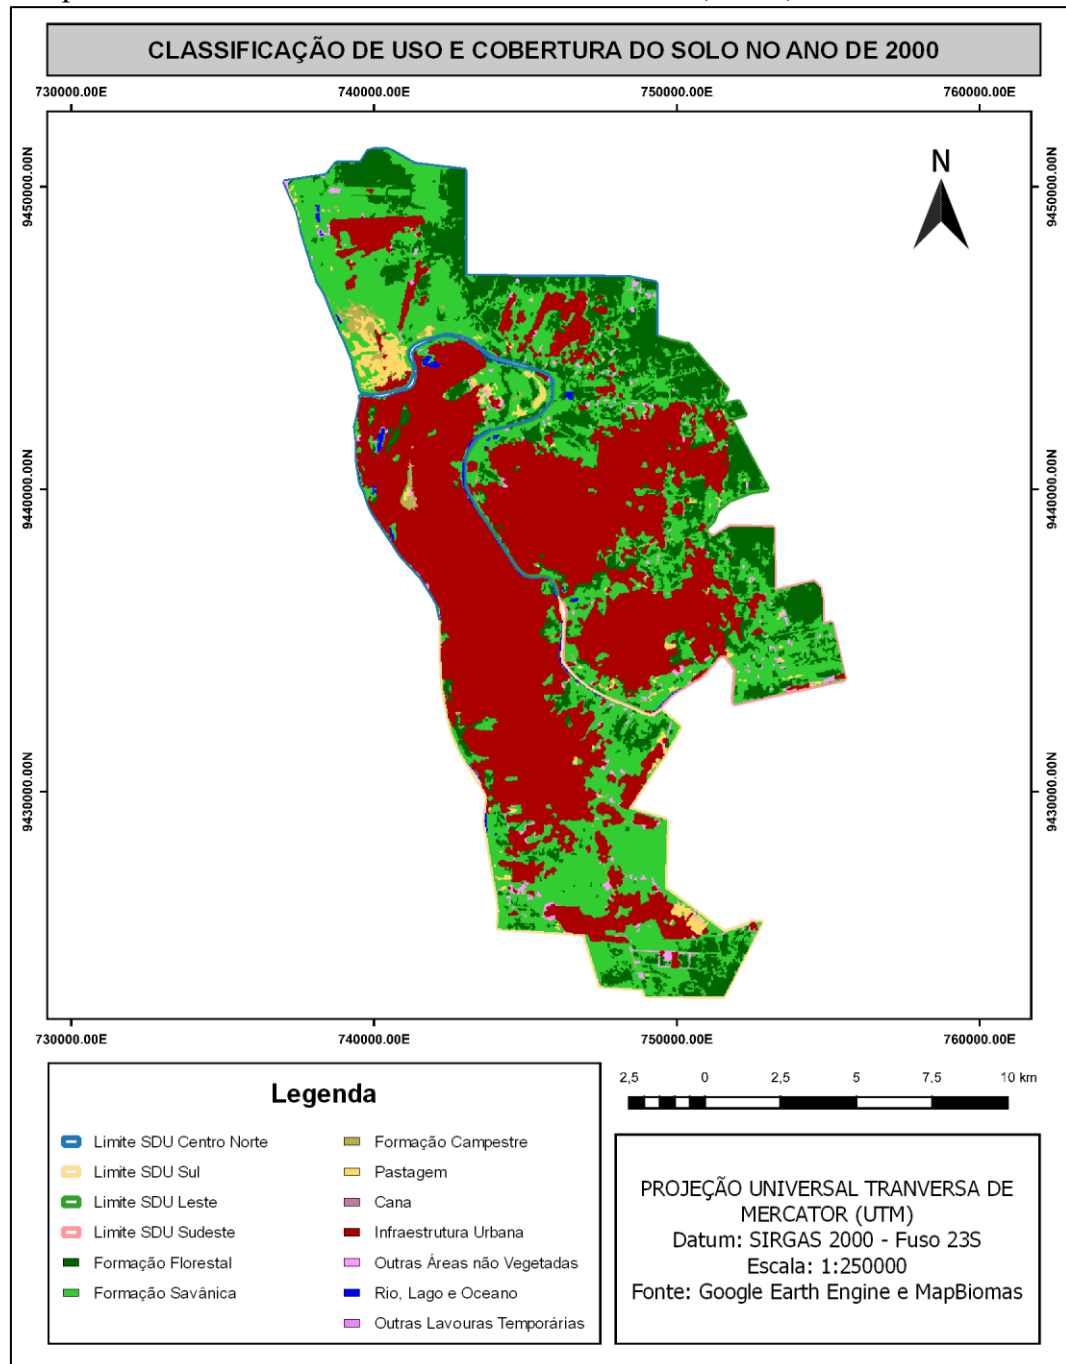 CLASSIFICAÇÃO DE USO E COBERTURA DO SOLO NO ANO DE 2000
730000.00E 740000.00E 750000.00E 760000.00E
N
9450000.00N 9450000.00N
9440000.00N 9440000.00N
9430000.00N 9430000.00N
730000.00E 740000.00E 750000.00E 760000.00E
Legenda
Limite SDU Centro Norte
Limite SDU Sul
Limite SDU Leste
Limite SDU Sudeste
Formação Florestal
Formação Savânica
Formação Campestre
Pastagem
Cana
Infraestrutura Urbana
Outras Áreas não Vegetadas
Rio, Lago e Oceano
Outras Lavouras Temporárias
2,5 0 2,5 5 7,5 10 km
PROJEÇÃO UNIVERSAL TRANVERSA DE
MERCATOR (UTM)
Datum: SIRGAS 2000 - Fuso 23S
Escala: 1:250000
Fonte: Google Earth Engine e MapBiomas